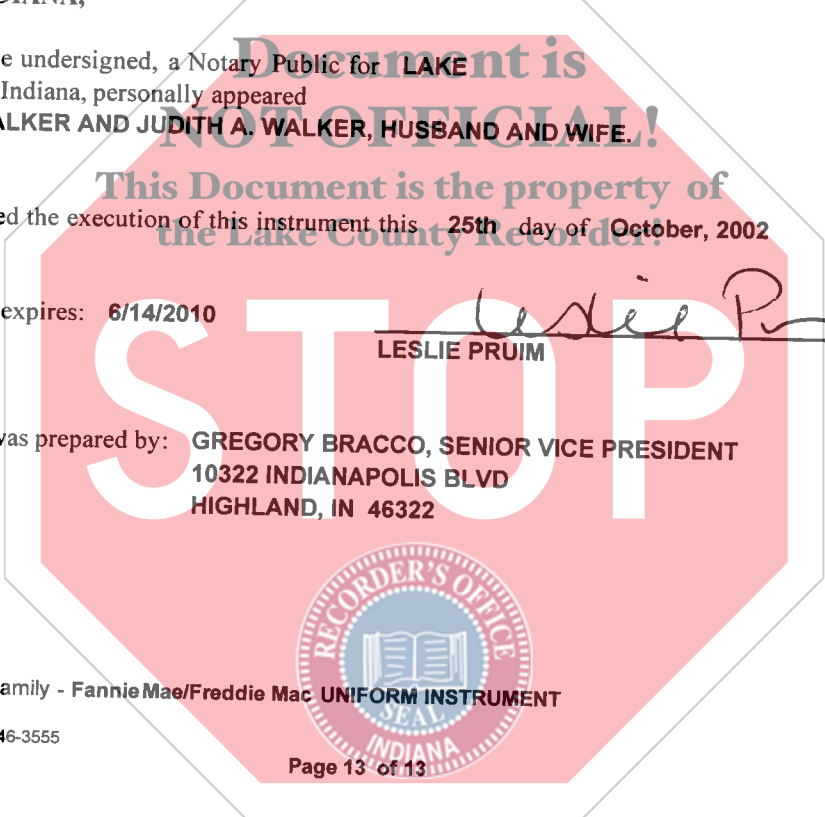 DIANA,
e undersigned, a Notary Public for LAKE
Document is
Indiana, personally appeared
ALKER AND JUDITH A. WALKER, HUSBAND AND WIFE.
NOT OFFICIAL!
This Document is the property of
ed the execution of this instrument this 25th day of October, 2002
the Lake County Recorder!
expires: 6/14/2010
Leslie Pr
LESLIE PRUIM
STOP
was prepared by: GREGORY BRACCO, SENIOR VICE PRESIDENT
10322 INDIANAPOLIS BLVD
HIGHLAND, IN 46322
RECORDER'S OFFICE
amily - Fannie Mae/Freddie Mac UNIFORM INSTRUMENT
SEAL
46-3555
INDIANA
Page 13 of 13